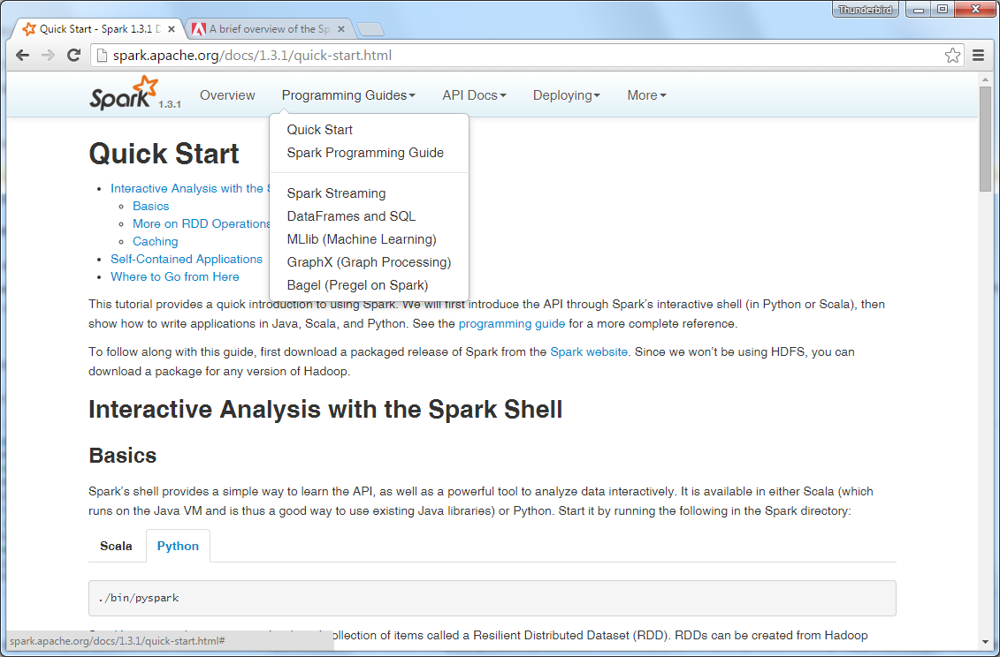 Thunderbird
Quick Start - Spark 1.3.1 D
A brief overview of the Sp
spark.apache.org/docs/1.3.1/quick-start.html
Spark 1.3.1 Overview Programming Guides API Docs Deploying More
Quick Start
Spark Programming Guide
Spark Streaming
DataFrames and SQL
MLlib (Machine Learning)
GraphX (Graph Processing)
Bagel (Pregel on Spark)
Quick Start
Interactive Analysis with the
Basics
More on RDD Operations
Caching
Self-Contained Applications
Where to Go from Here
This tutorial provides a quick introduction to using Spark. We will first introduce the API through Spark's interactive shell (in Python or Scala), then
show how to write applications in Java, Scala, and Python. See the programming guide for a more complete reference.
To follow along with this guide, first download a packaged release of Spark from the Spark website. Since we won't be using HDFS, you can
download a package for any version of Hadoop.
Interactive Analysis with the Spark Shell
Basics
Spark's shell provides a simple way to learn the API, as well as a powerful tool to analyze data interactively. It is available in either Scala (which
runs on the Java VM and is thus a good way to use existing Java libraries) or Python. Start it by running the following in the Spark directory:
Scala Python
./bin/pyspark
collection of items called a Resilient Distributed Dataset (RDD). RDDs can be created from Hadoop
spark.apache.org/docs/1.3.1/quick-start.html#